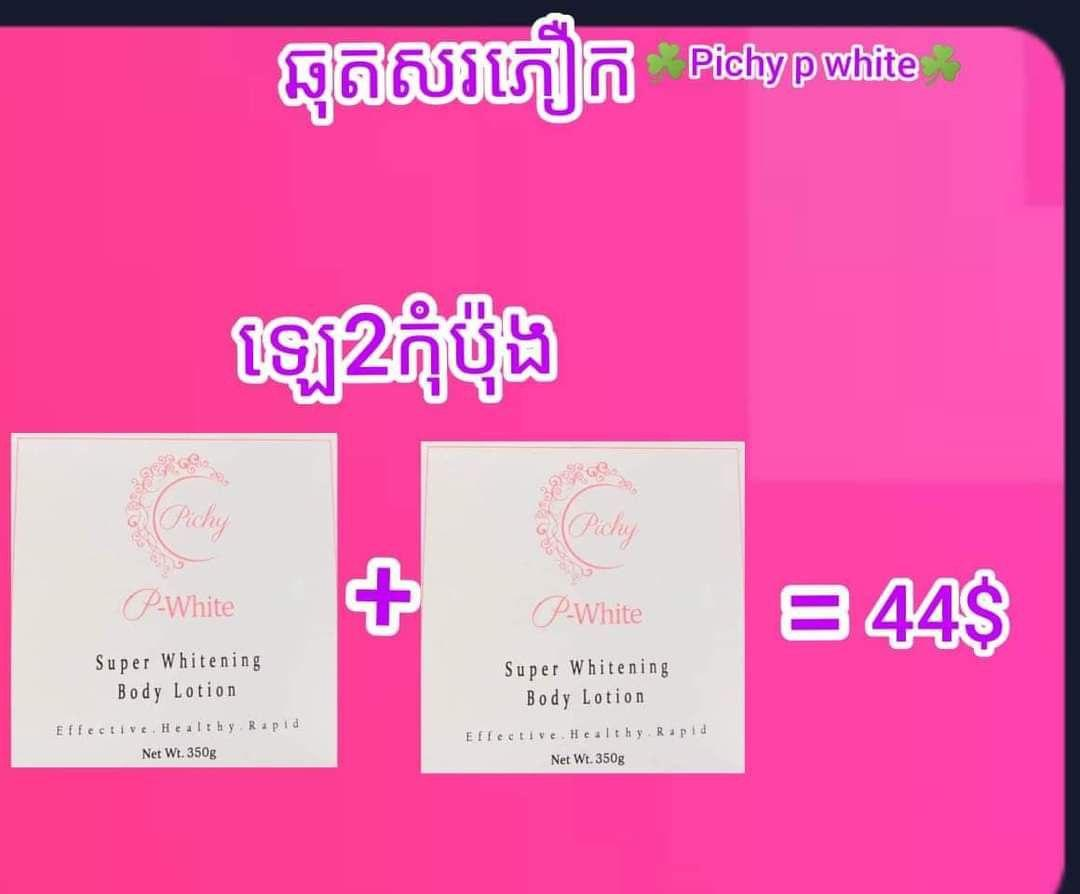 ឆុតសរភឿក ☘️Pichy p white☘️
ឡេ2កំុប៉ុង
Pichy
P-White
Super Whitening
Body Lotion
Effective.Healthy.Rapid
Net Wt. 350g
+
Pichy
P-White
Super Whitening
Body Lotion
Effective.Healthy.Rapid
Net Wt. 350g
= 44$